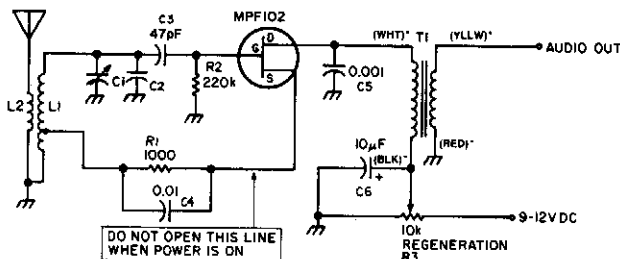 C3
47pF
MPF102
G
D
S
(WHT)*
T1
(YLLW)*
AUDIO OUT
R2
220k
0.001
C5
L2
L1
C1
C2
R1
1000
0.01
C4
10µF
(BLK)*
+
C6
(RED)*
DO NOT OPEN THIS LINE
WHEN POWER IS ON
10k
REGENERATION
R3
9-12V DC